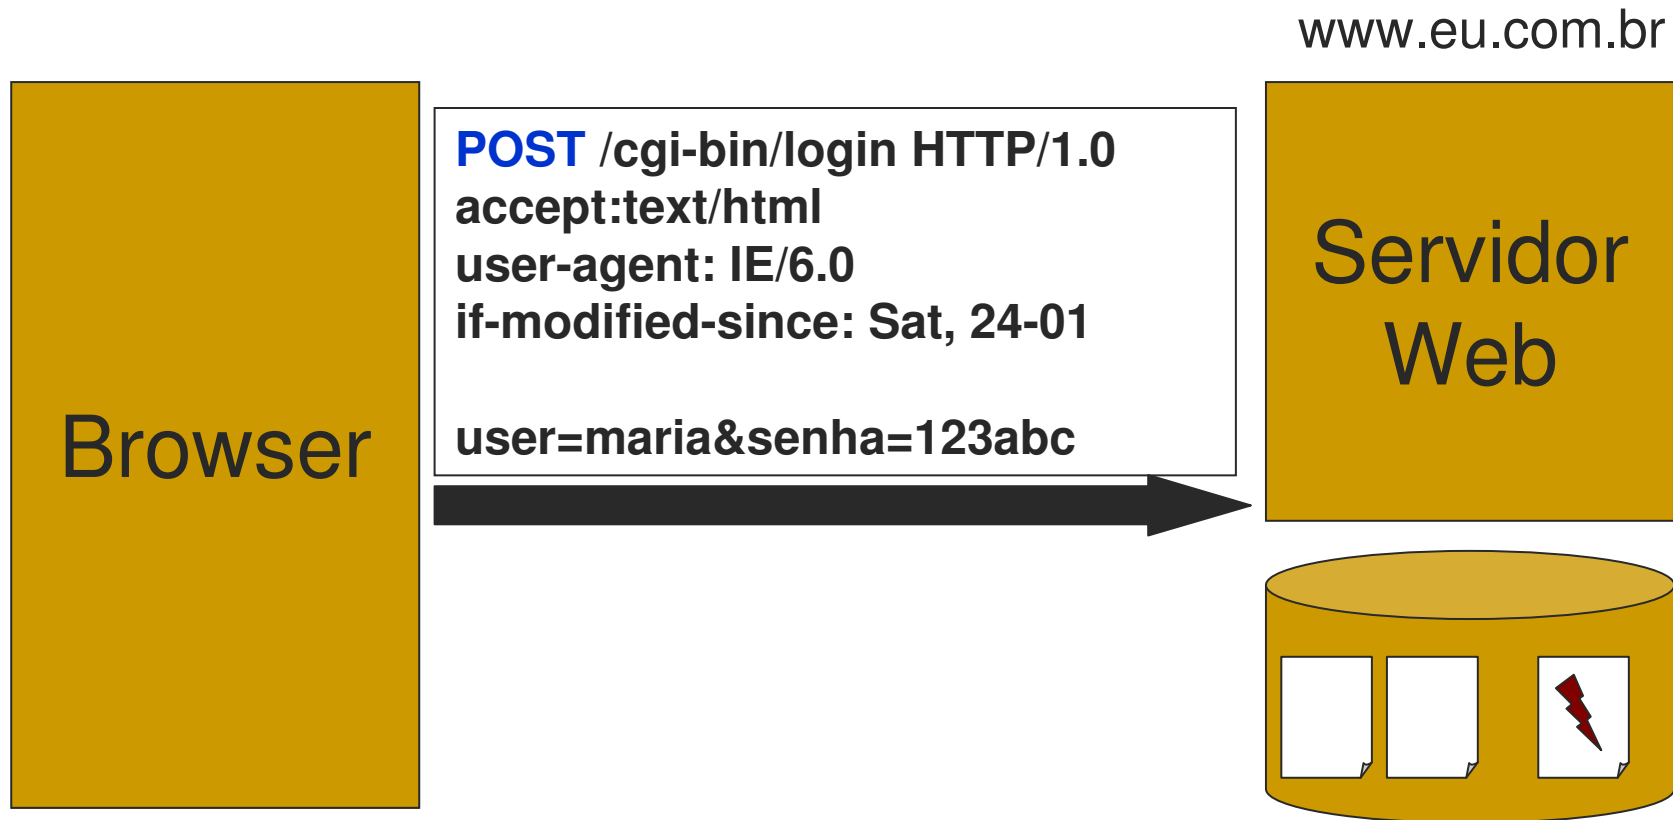 www.eu.com.br
Browser
POST /cgi-bin/login HTTP/1.0
accept:text/html
user-agent: IE/6.0
if-modified-since: Sat, 24-01
user=maria&senha=123abc
Servidor
Web